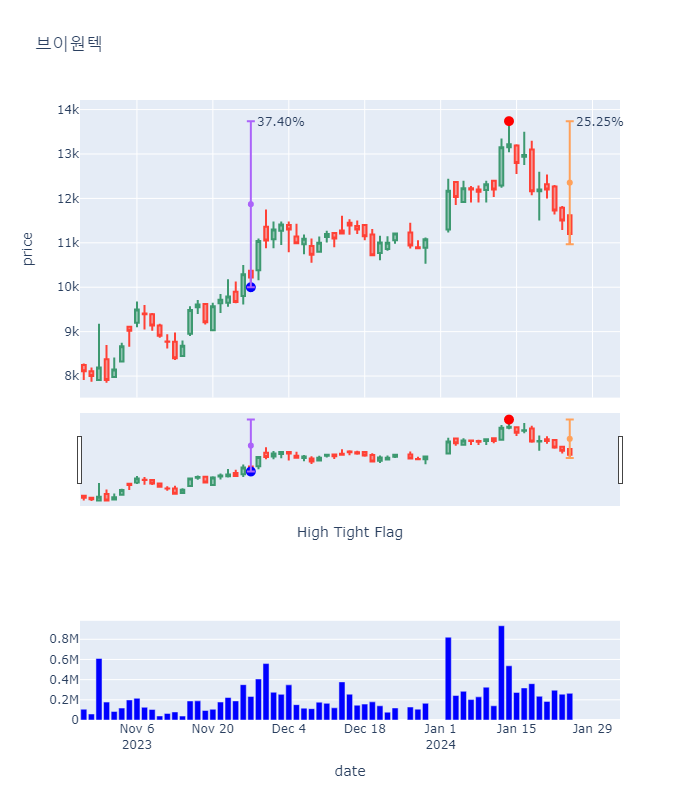 브이원텍
14k
13k
12k
11k
10k
9k
8k
price
37.40%
25.25%
High Tight Flag
0.8M
0.6M
0.4M
0.2M
0
Nov 6 Nov 20 Dec 4 Dec 18 Jan 1 Jan 15 Jan 29
2023 2024
date